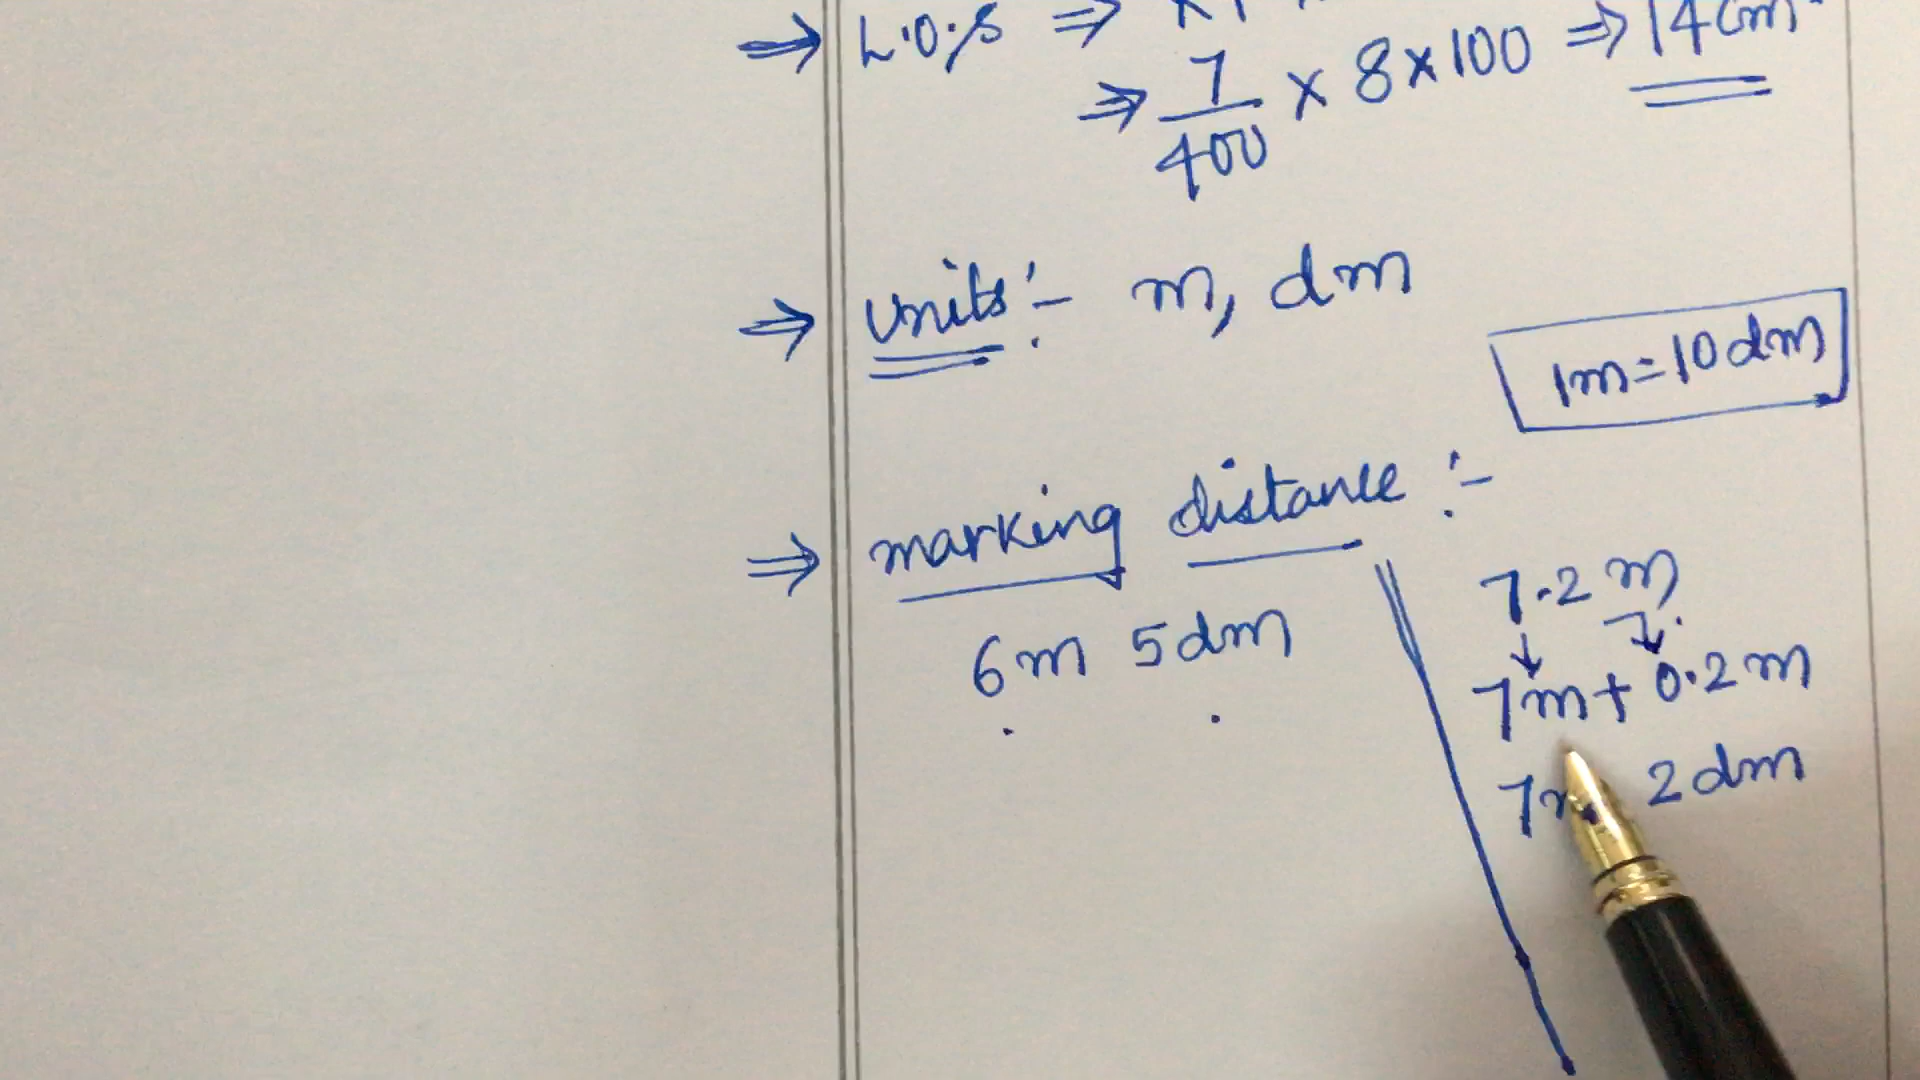 ⇒ L.O.S ⇒
⇒ 7/400 × 8×100 ⇒ 14cm
⇒ Units:- m, dm
1m=10dm
⇒ marking distance :-
6m 5dm
7.2 m
↓ ↓
7m + 0.2m
7m 2dm